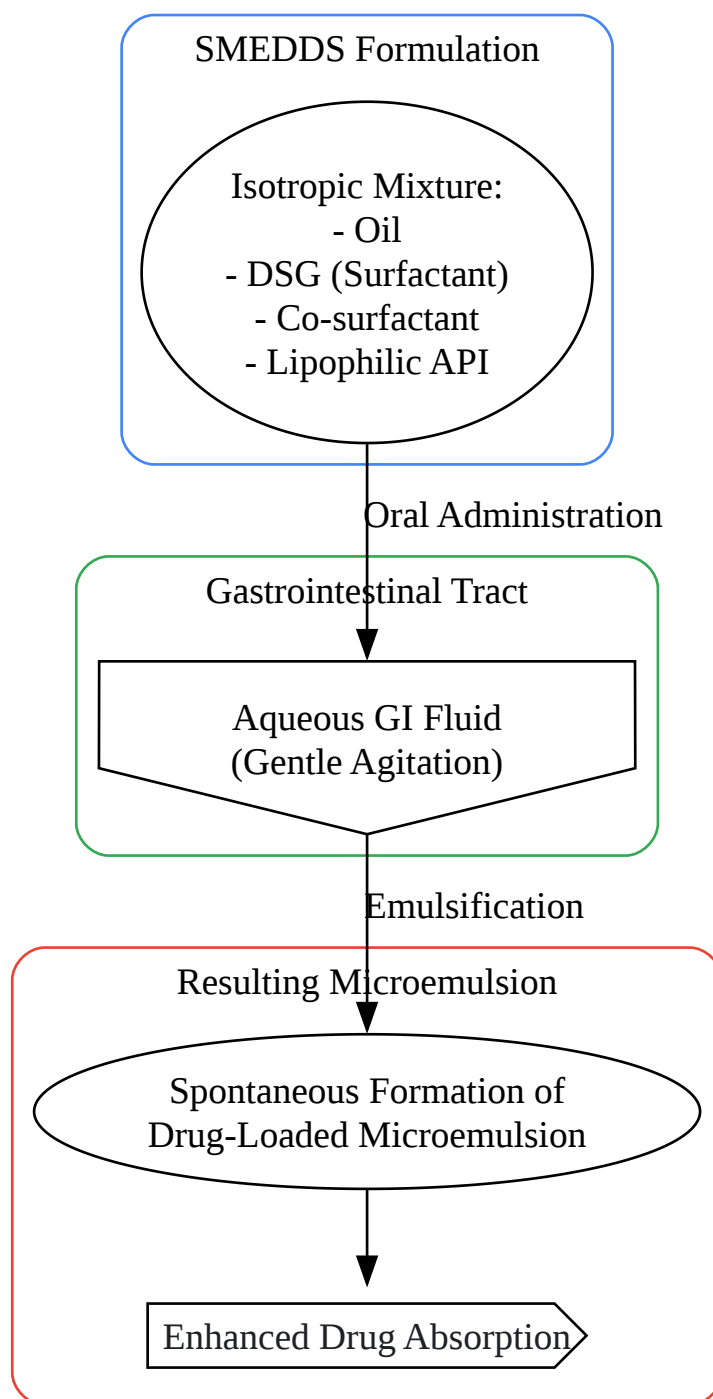 SMEDDS Formulation
Isotropic Mixture:
- Oil
- DSG (Surfactant)
- Co-surfactant
- Lipophilic API
Oral Administration
Gastrointestinal Tract
Aqueous GI Fluid
(Gentle Agitation)
Emulsification
Resulting Microemulsion
Spontaneous Formation of
Drug-Loaded Microemulsion
Enhanced Drug Absorption